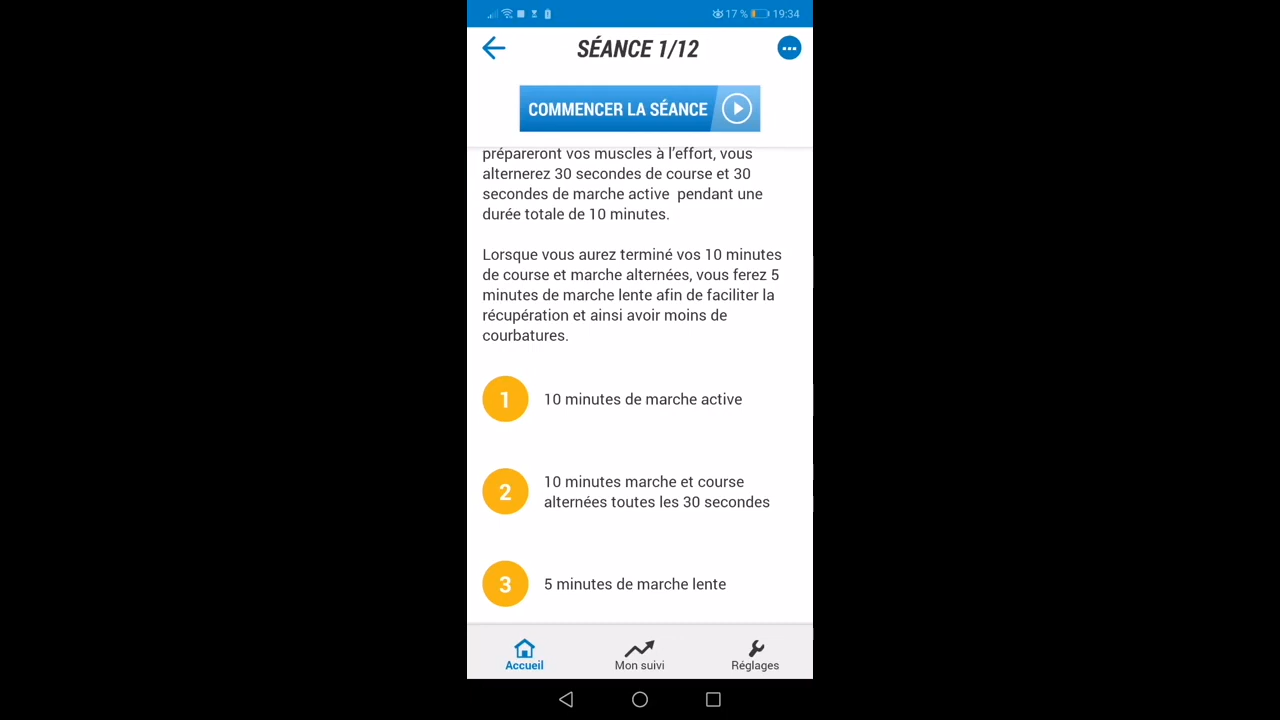 17 % 19:34
SÉANCE 1/12
COMMENCER LA SÉANCE
prépareront vos muscles à l'effort, vous
alternerez 30 secondes de course et 30
secondes de marche active pendant une
durée totale de 10 minutes.
Lorsque vous aurez terminé vos 10 minutes
de course et marche alternées, vous ferez 5
minutes de marche lente afin de faciliter la
récupération et ainsi avoir moins de
courbatures.
1 10 minutes de marche active
2 10 minutes marche et course
alternées toutes les 30 secondes
3 5 minutes de marche lente
Accueil Mon suivi Réglages